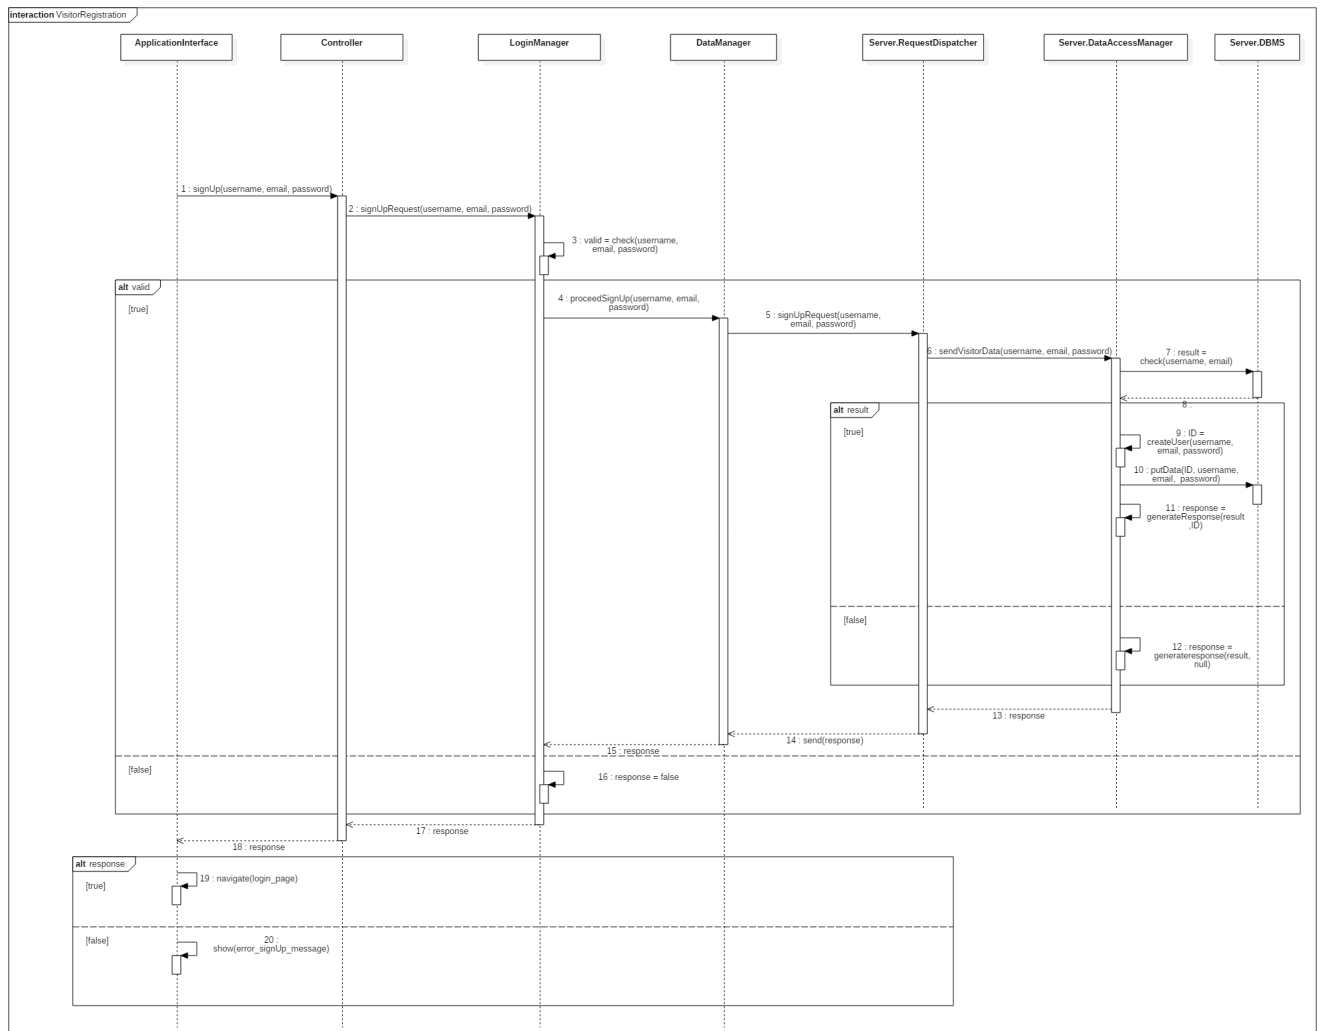 interaction VisitorRegistration
ApplicationInterface
Controller
LoginManager
DataManager
Server.RequestDispatcher
Server.DataAccessManager
Server.DBMS
1 : signUp(username, email, password)
2 : signUpRequest(username, email, password)
3 : valid = check(username,
email, password)
alt valid
[true]
4 : proceedSignUp(username, email,
password)
5 : signUpRequest(username,
email, password)
6 : sendVisitorData(username, email, password)
7 : result =
check(username, email)
8 :
alt result
[true]
9 : ID =
createUser(username,
email, password)
10 : putData(ID, username,
email, password)
11 : response =
generateResponse(result
,ID)
[false]
12 : response =
generateresponse(result,
null)
13 : response
14 : send(response)
15 : response
[false]
16 : response = false
17 : response
18 : response
alt response
[true]
19 : navigate(login_page)
[false]
20 :
show(error_signUp_message)